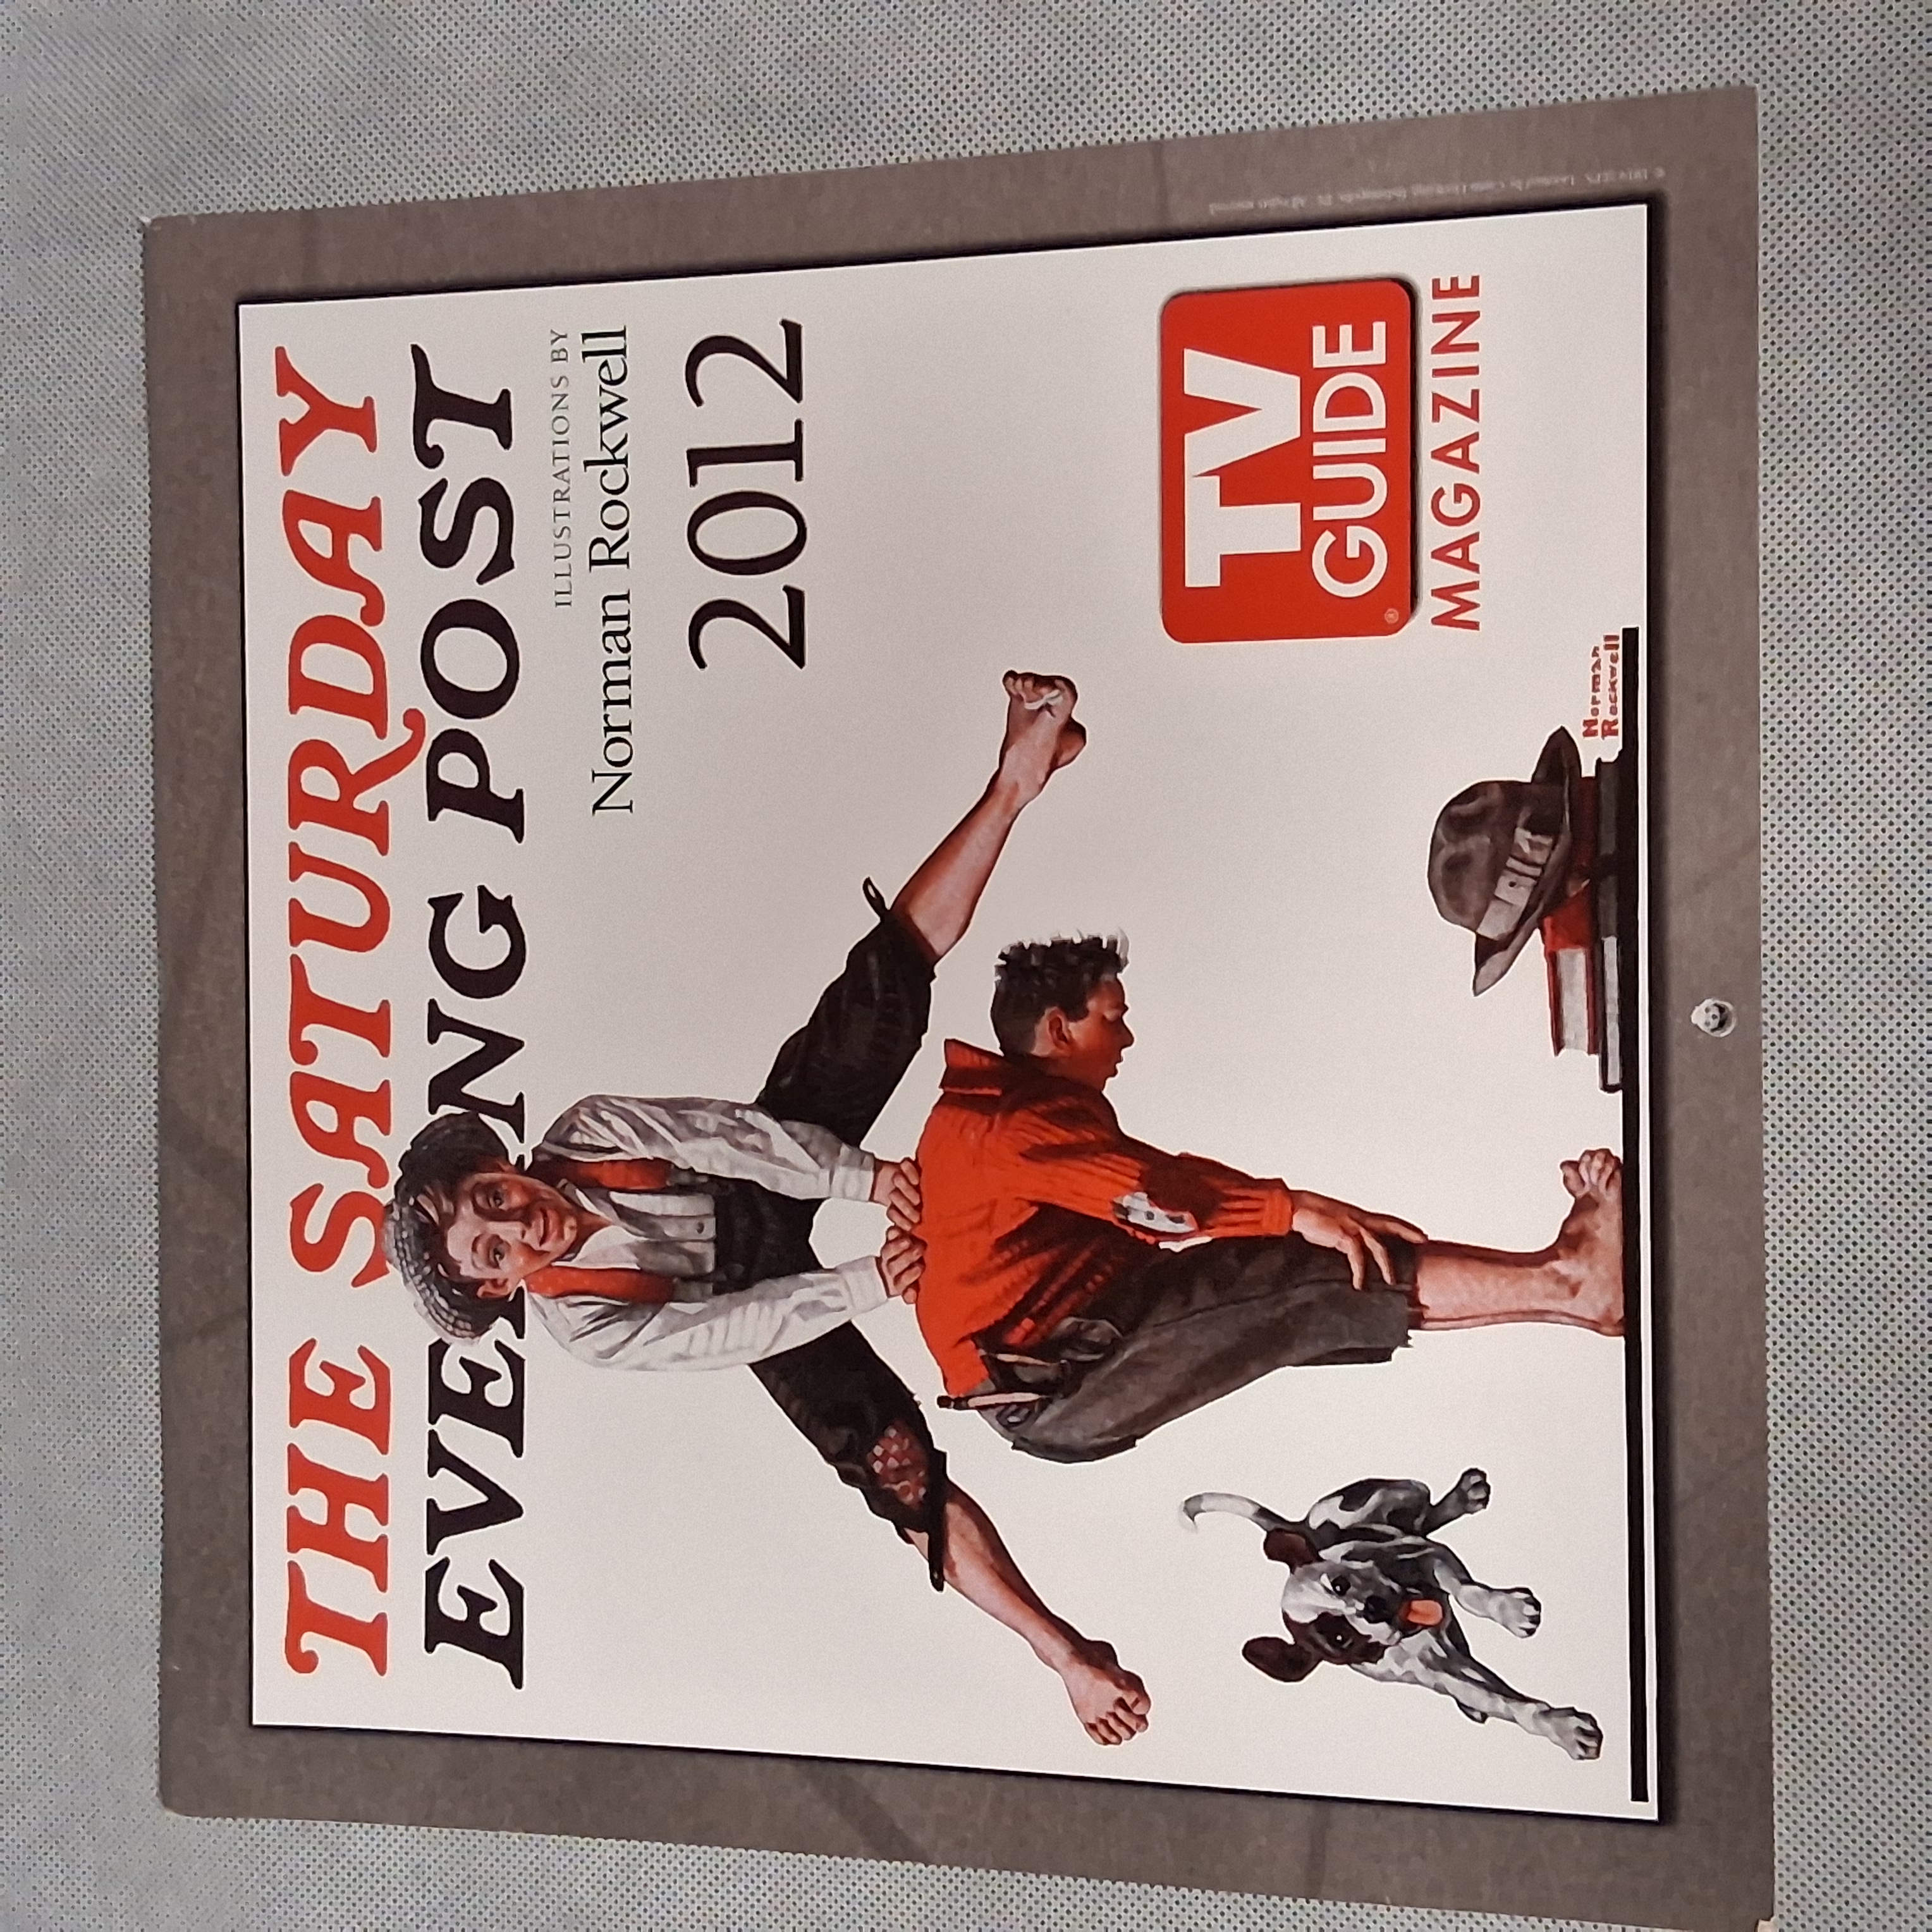 THE SATURDAY
EVENING POST
ILLUSTRATIONS BY
Norman Rockwell
2012
TV
GUIDE
®
MAGAZINE
Norman
Rockwell